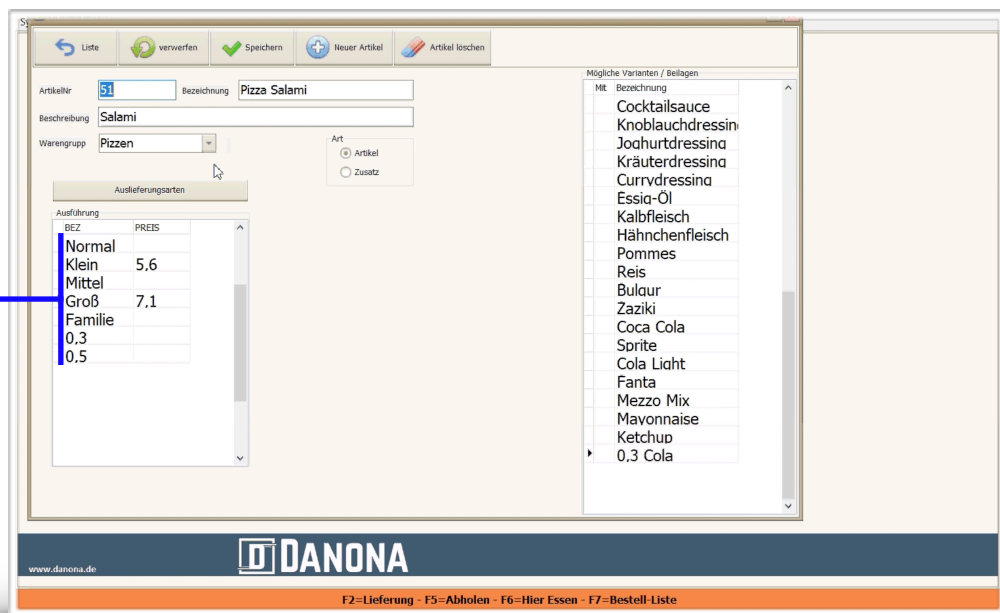 Liste verwerfen Speichern Neuer Artikel Artikel löschen
ArtikelNr 51 Bezeichnung Pizza Salami
Beschreibung Salami
Warengrupp Pizzen
Art
Artikel
Zusatz
Auslieferungsarten
Ausführung
BEZ PREIS
Normal
Klein 5,6
Mittel
Groß 7,1
Familie
0,3
0,5
Mögliche Varianten / Beilagen
Mit Bezeichnung
Cocktailsauce
Knoblauchdressin
Joghurtdressing
Kräuterdressing
Currydressing
Essig-Öl
Kalbfleisch
Hähnchenfleisch
Pommes
Reis
Bulgur
Zaziki
Coca Cola
Sprite
Cola Light
Fanta
Mezzo Mix
Mayonnaise
Ketchup
0,3 Cola
www.danona.de
DANONA
F2=Lieferung - F5=Abholen - F6=Hier Essen - F7=Bestell-Liste